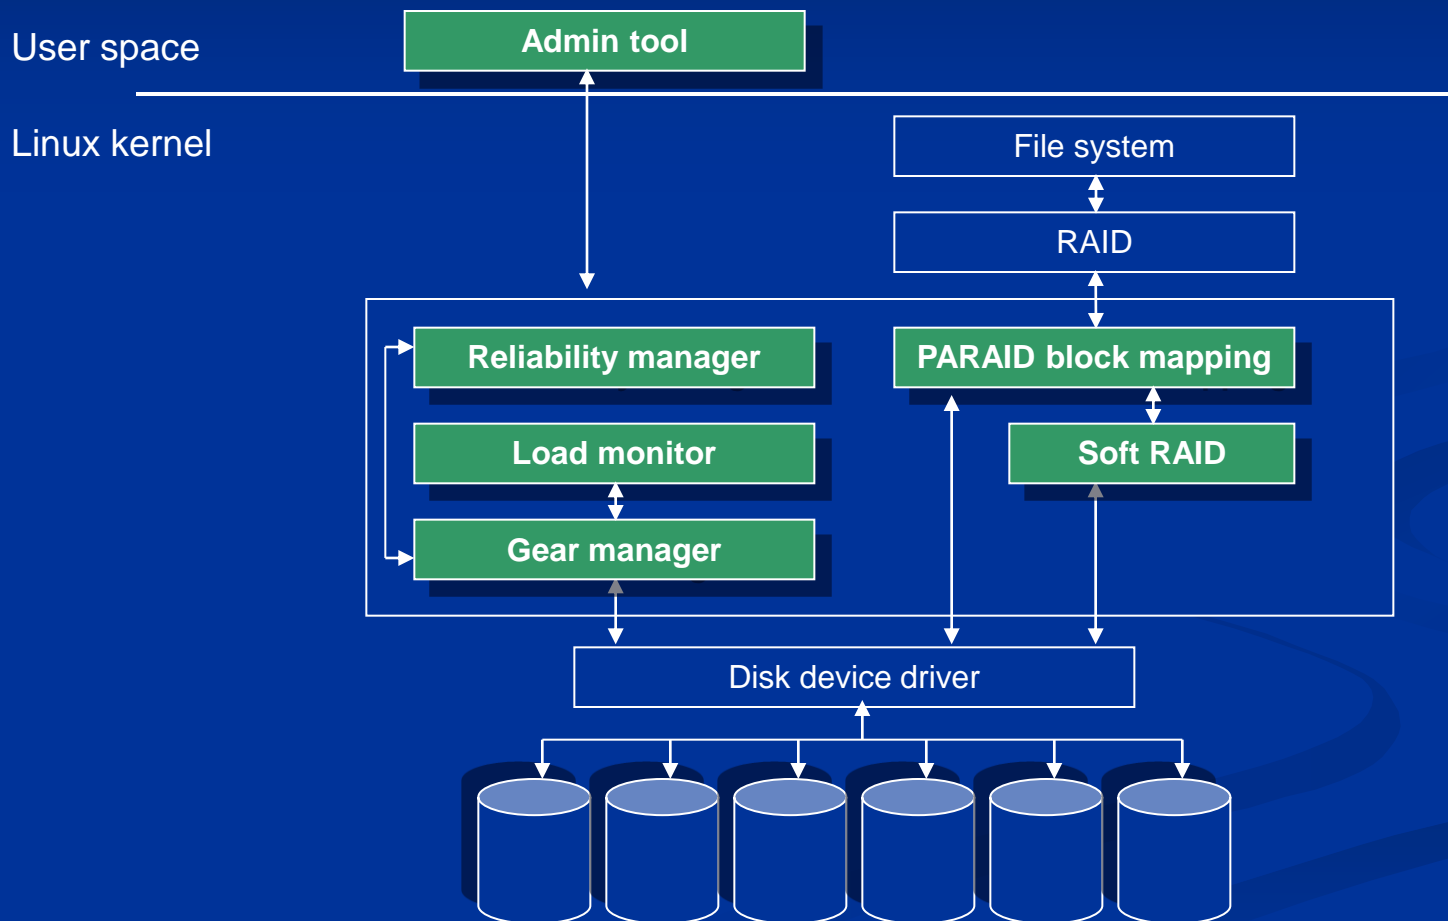 User space
Admin tool
Linux kernel
File system
RAID
Reliability manager
PARAID block mapping
Load monitor
Soft RAID
Gear manager
Disk device driver